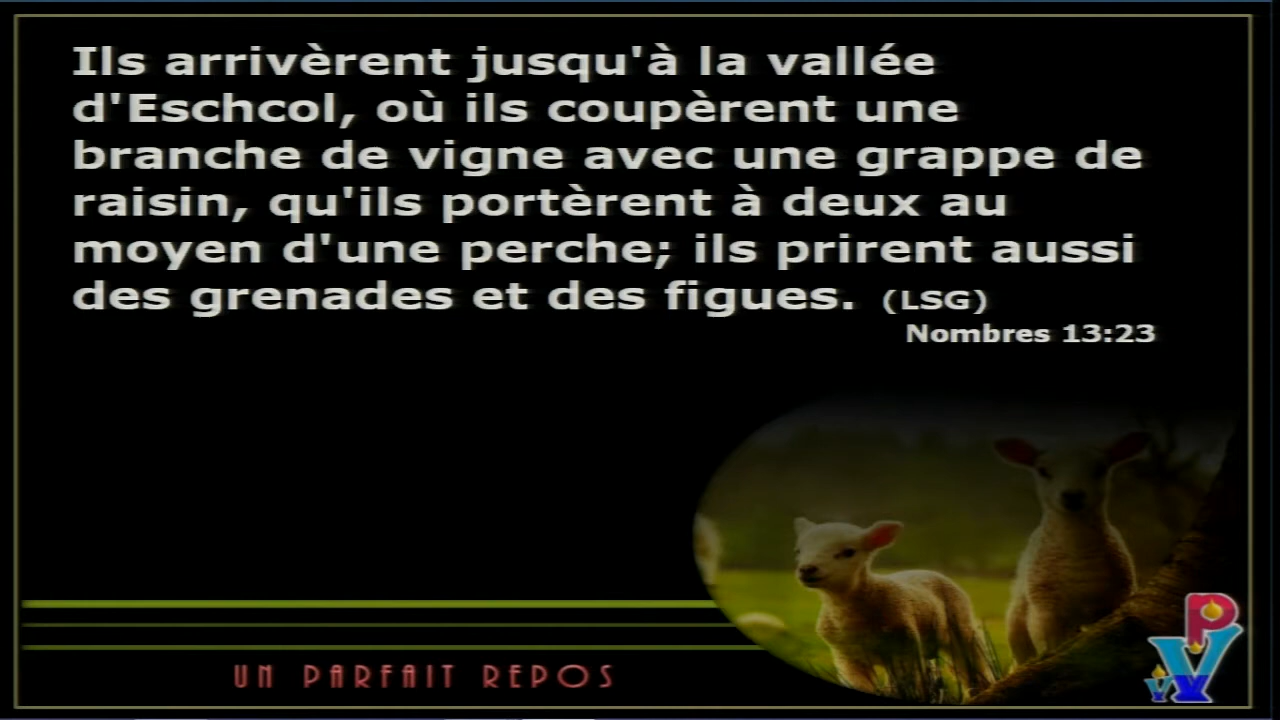 Ils arrivèrent jusqu'à la vallée
d'Eschcol, où ils coupèrent une
branche de vigne avec une grappe de
raisin, qu'ils portèrent à deux au
moyen d'une perche; ils prirent aussi
des grenades et des figues. (LSG)
Nombres 13:23
UN PARFAIT REPOS
P
VV